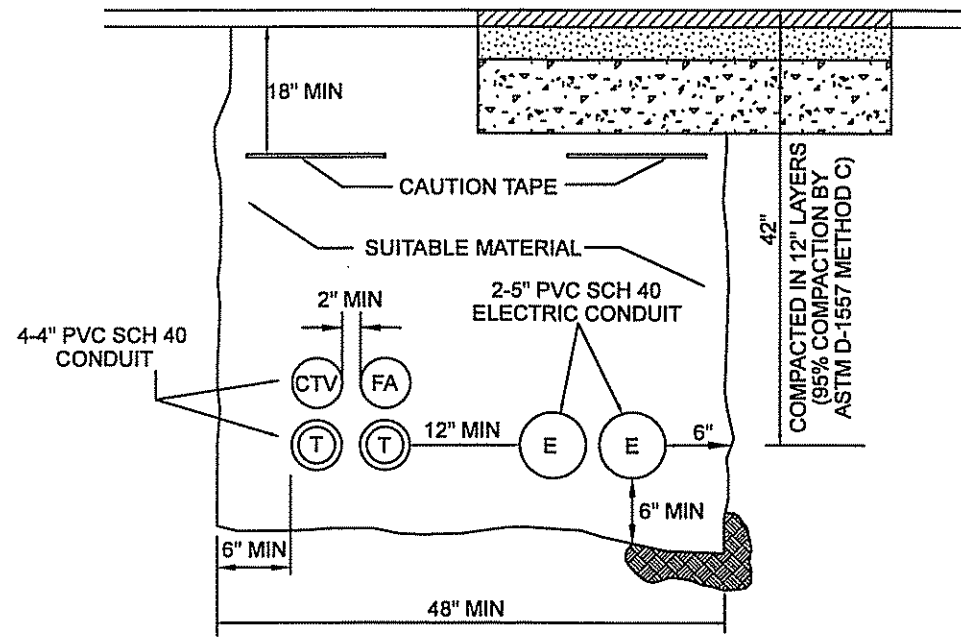 18" MIN
CAUTION TAPE
SUITABLE MATERIAL
2" MIN
2-5" PVC SCH 40
ELECTRIC CONDUIT
4-4" PVC SCH 40
CONDUIT
CTV
FA
T
T
12" MIN
E
E
6"
6" MIN
6" MIN
48" MIN
42"
COMPACTED IN 12" LAYERS
(95% COMPACTION BY
ASTM D-1557 METHOD C)